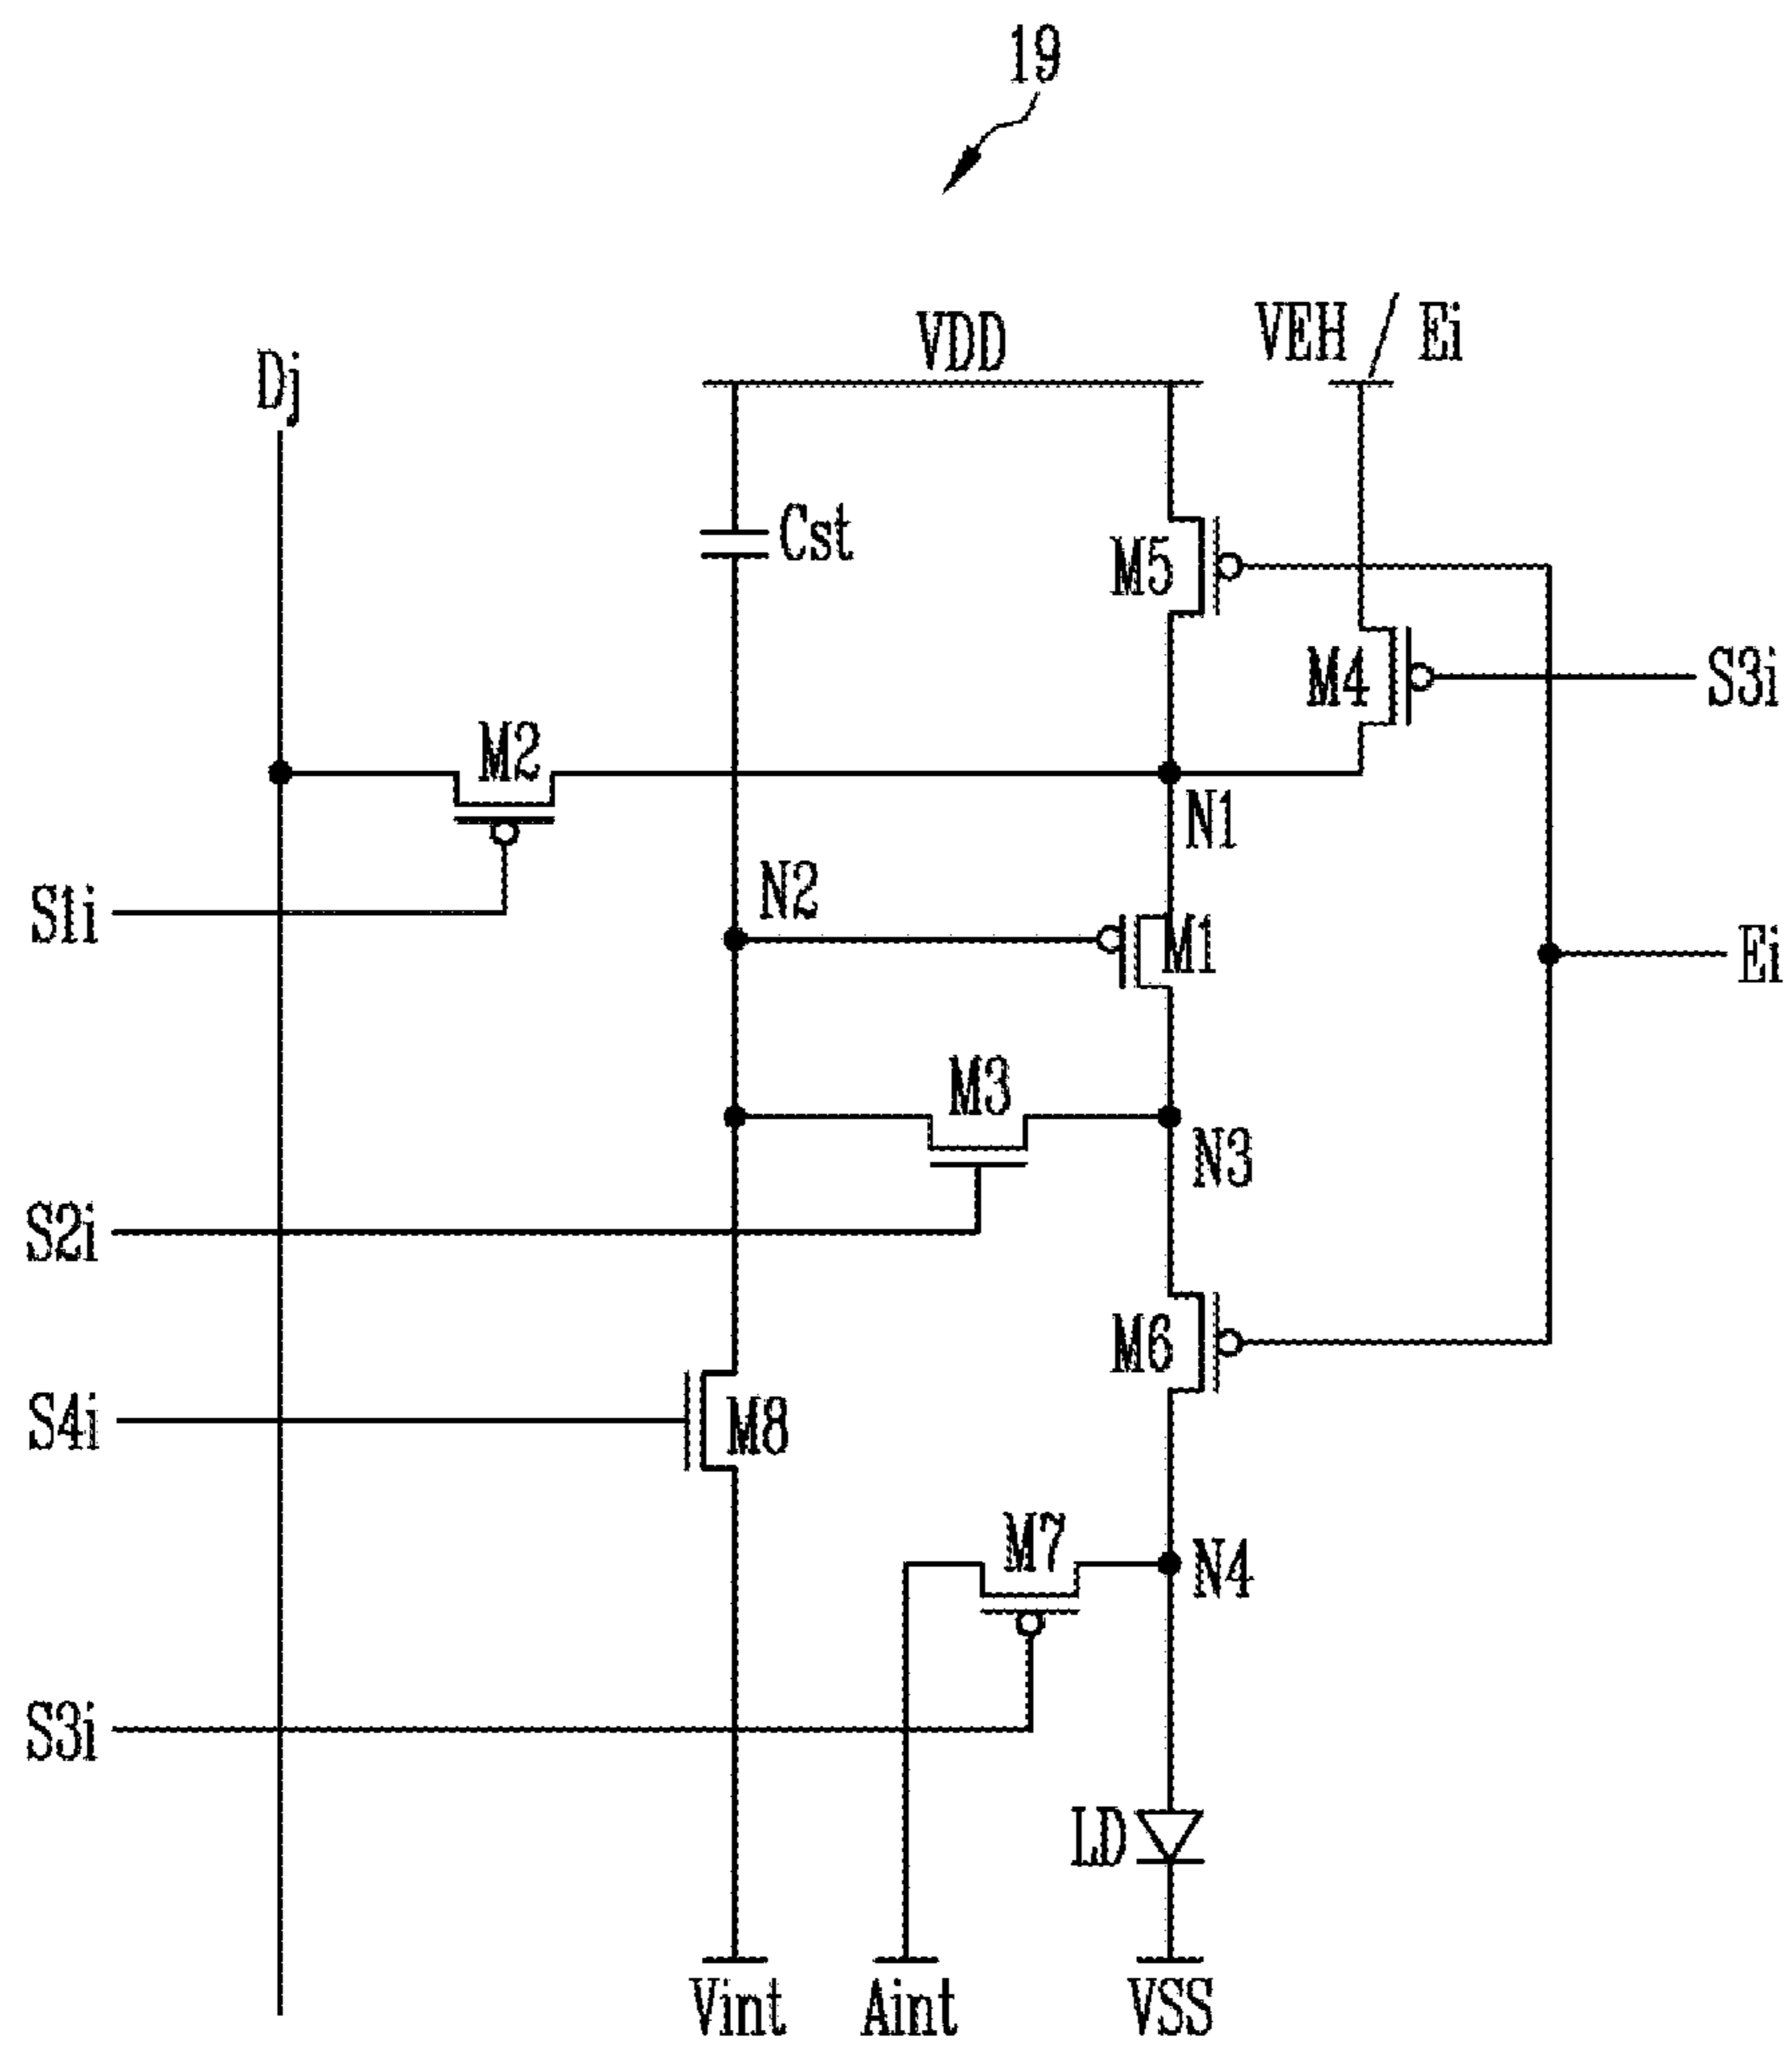 19
VDD
VEH / Ei
Dj
Cst
M5
M4
S3i
M2
N1
N2
S1i
M1
Ei
M3
N3
S2i
M6
S4i
M8
M7
N4
S3i
LD
Vint
Aint
VSS